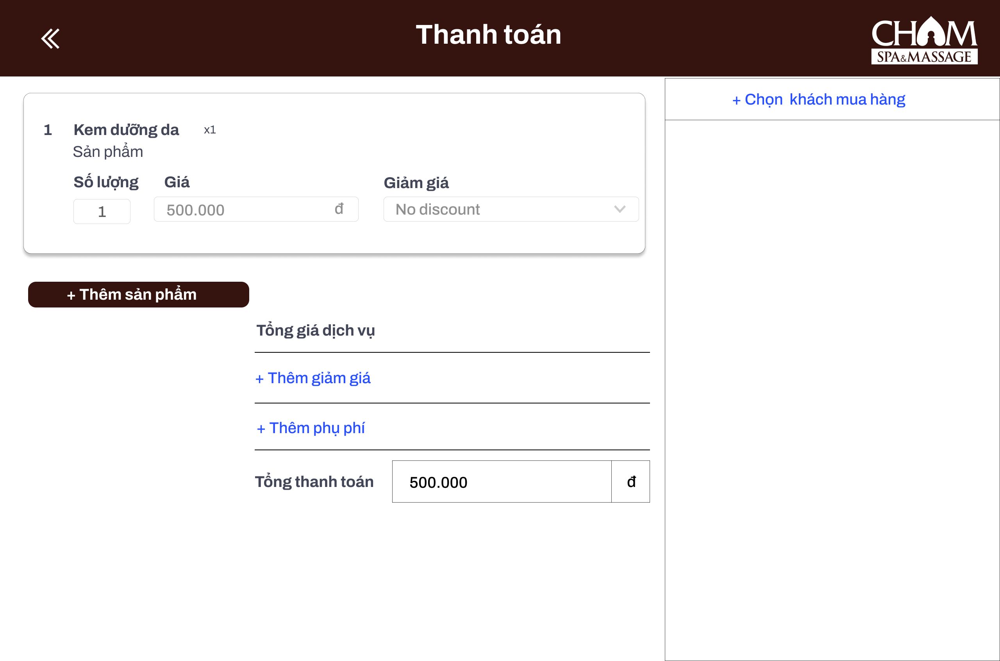 Thanh toán
CHAM
SPA&MASSAGE
+ Chọn khách mua hàng
1 Kem dưỡng da x1
Sản phẩm
Số lượng Giá Giảm giá
1 500.000 đ No discount
+ Thêm sản phẩm
Tổng giá dịch vụ
+ Thêm giảm giá
+ Thêm phụ phí
Tổng thanh toán 500.000 đ